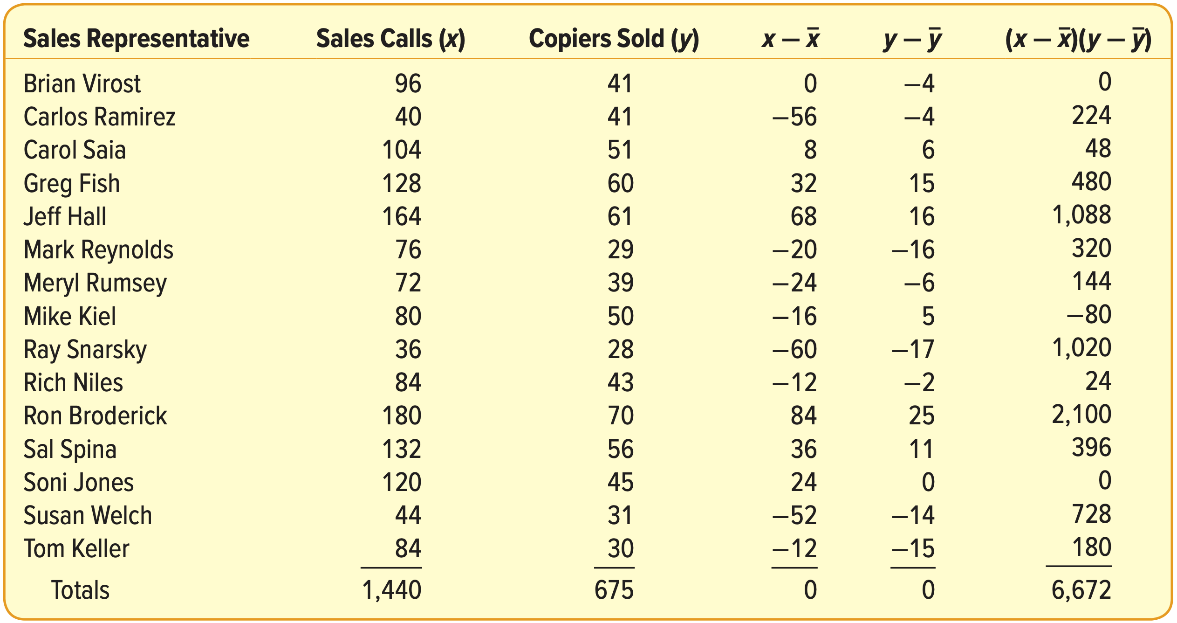 Sales Representative Sales Calls (x) Copiers Sold (y) x – x̄ y – ȳ (x – x̄)(y – ȳ)
Brian Virost 96 41 0 –4 0
Carlos Ramirez 40 41 –56 –4 224
Carol Saia 104 51 8 6 48
Greg Fish 128 60 32 15 480
Jeff Hall 164 61 68 16 1,088
Mark Reynolds 76 29 –20 –16 320
Meryl Rumsey 72 39 –24 –6 144
Mike Kiel 80 50 –16 5 –80
Ray Snarsky 36 28 –60 –17 1,020
Rich Niles 84 43 –12 –2 24
Ron Broderick 180 70 84 25 2,100
Sal Spina 132 56 36 11 396
Soni Jones 120 45 24 0 0
Susan Welch 44 31 –52 –14 728
Tom Keller 84 30 –12 –15 180
Totals 1,440 675 0 0 6,672